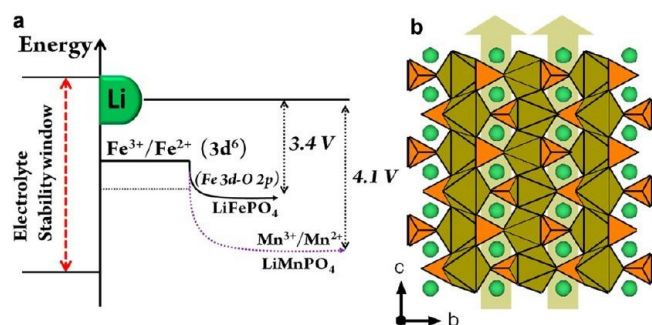 a
Energy
Li
Fe³⁺/Fe²⁺ (3d⁶)
(Fe 3d-O 2p)
LiFePO₄
Mn³⁺/Mn²⁺
LiMnPO₄
3.4 V
4.1 V
Electrolyte
Stability window
b
c
b